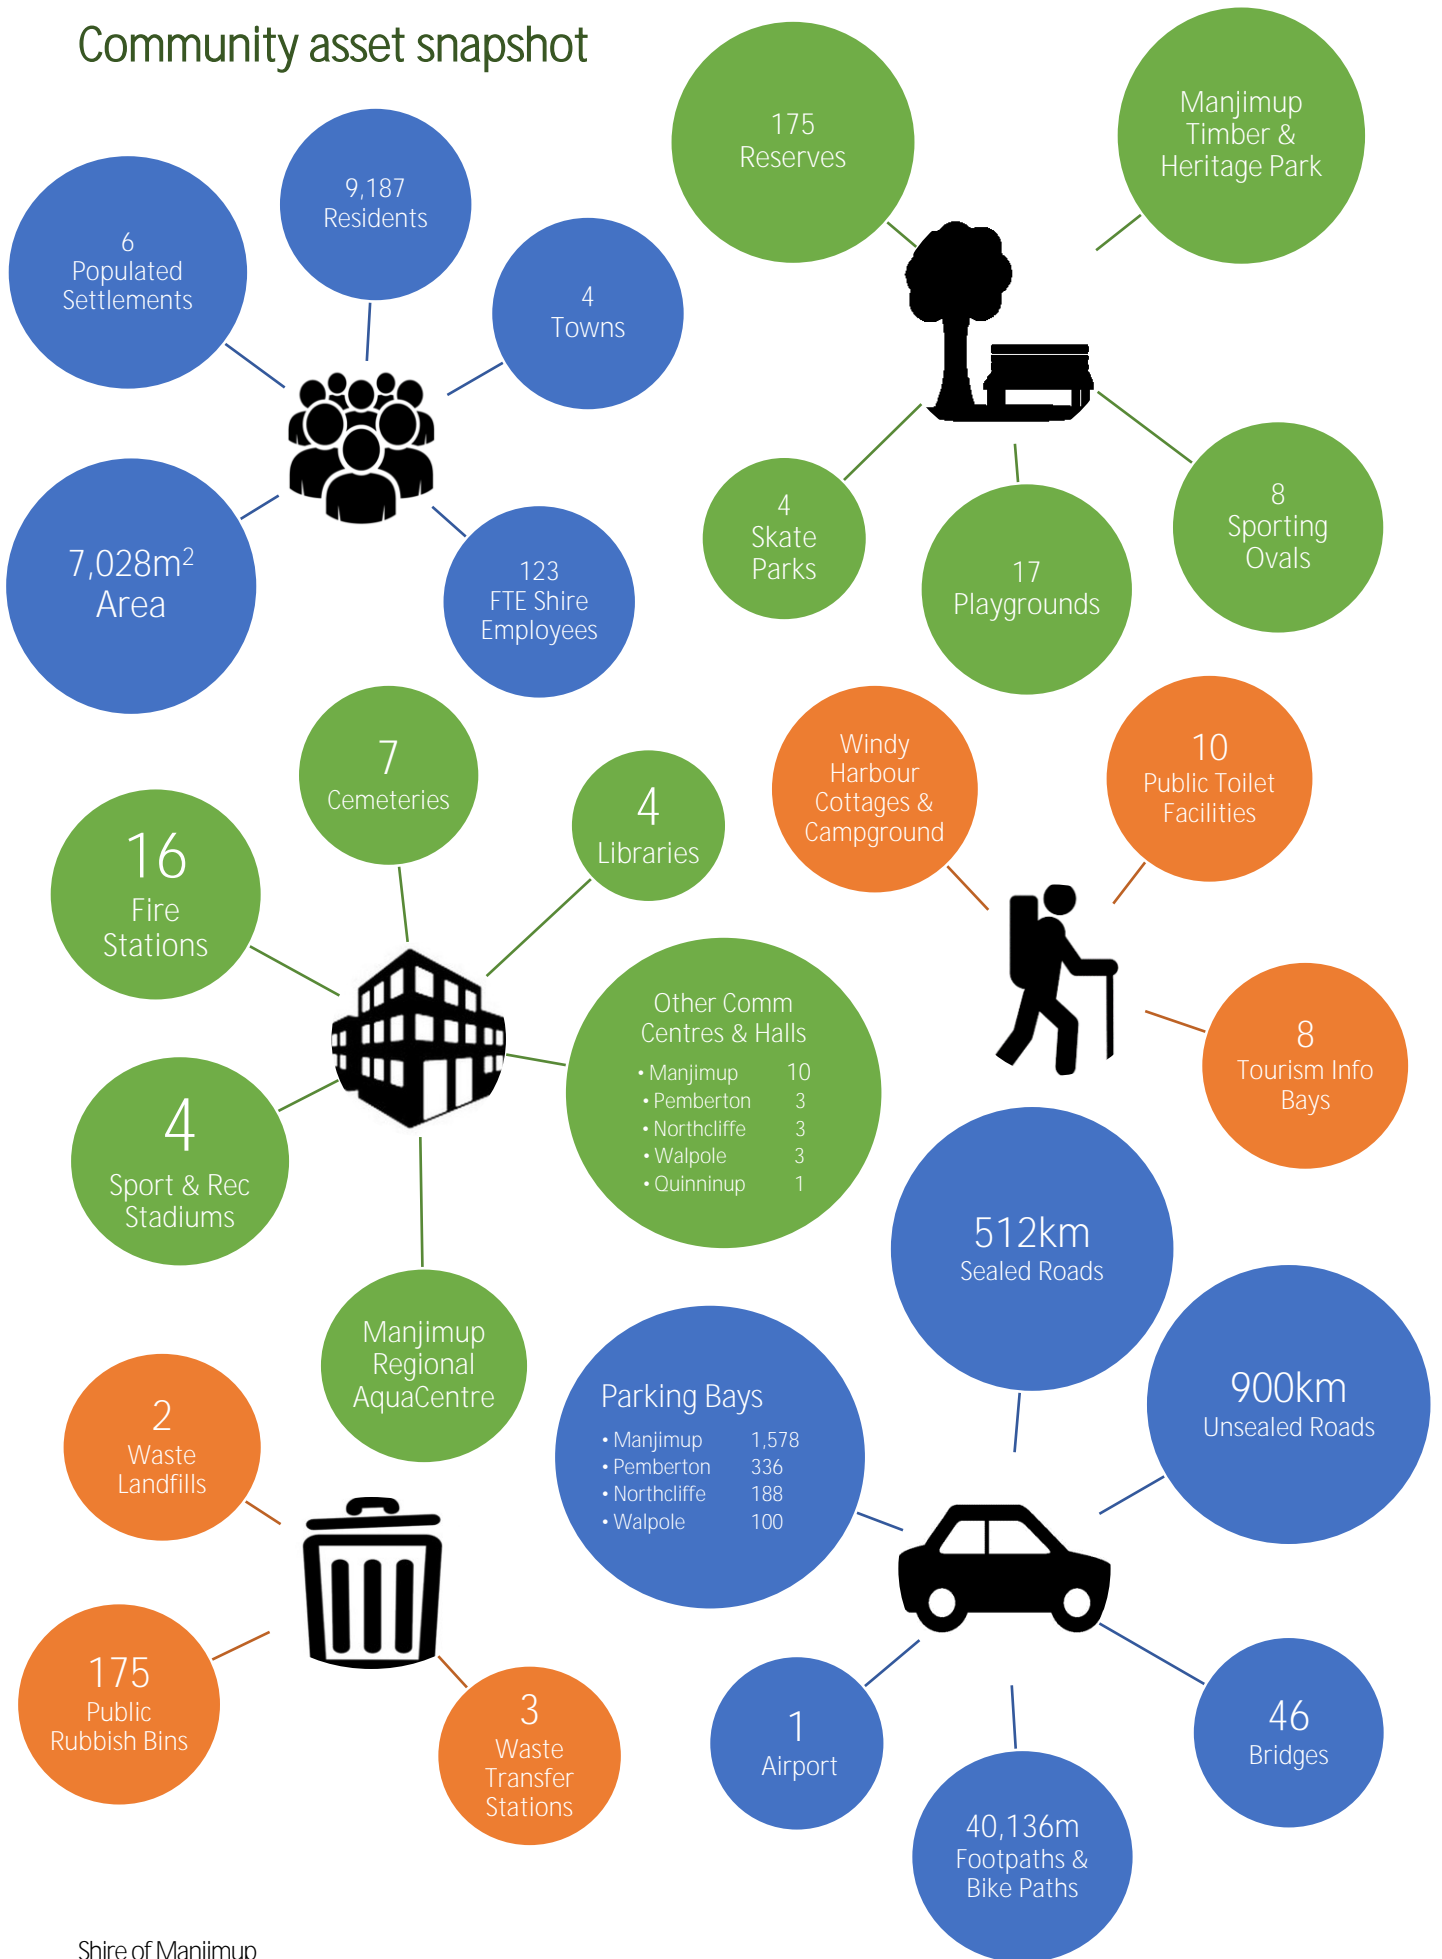 Community asset snapshot
175
Reserves
Manjimup
Timber &
Heritage Park
9,187
Residents
6
Populated
Settlements
4
Towns
7,028m²
Area
123
FTE Shire
Employees
4
Skate
Parks
17
Playgrounds
8
Sporting
Ovals
7
Cemeteries
4
Libraries
16
Fire
Stations
Other Comm
Centres & Halls
• Manjimup 10
• Pemberton 3
• Northcliffe 3
• Walpole 3
• Quinninup 1
4
Sport & Rec
Stadiums
Manjimup
Regional
AquaCentre
Windy
Harbour
Cottages &
Campground
10
Public Toilet
Facilities
8
Tourism Info
Bays
512km
Sealed Roads
900km
Unsealed Roads
Parking Bays
• Manjimup 1,578
• Pemberton 336
• Northcliffe 188
• Walpole 100
1
Airport
40,136m
Footpaths &
Bike Paths
46
Bridges
2
Waste
Landfills
175
Public
Rubbish Bins
3
Waste
Transfer
Stations
Shire of Manjimup